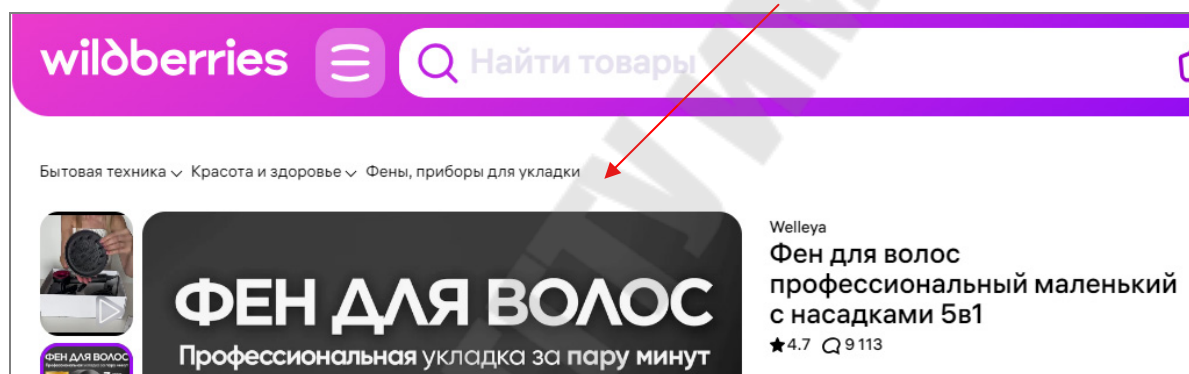 wildberries
Найти товары
Бытовая техника Красота и здоровье Фены, приборы для укладки
ФЕН ДЛЯ ВОЛОС
Профессиональная укладка за пару минут
ФЕН ДЛЯ ВОЛОС
Welleya
Фен для волос
профессиональный маленький
с насадками 5в1
4.7 9 113